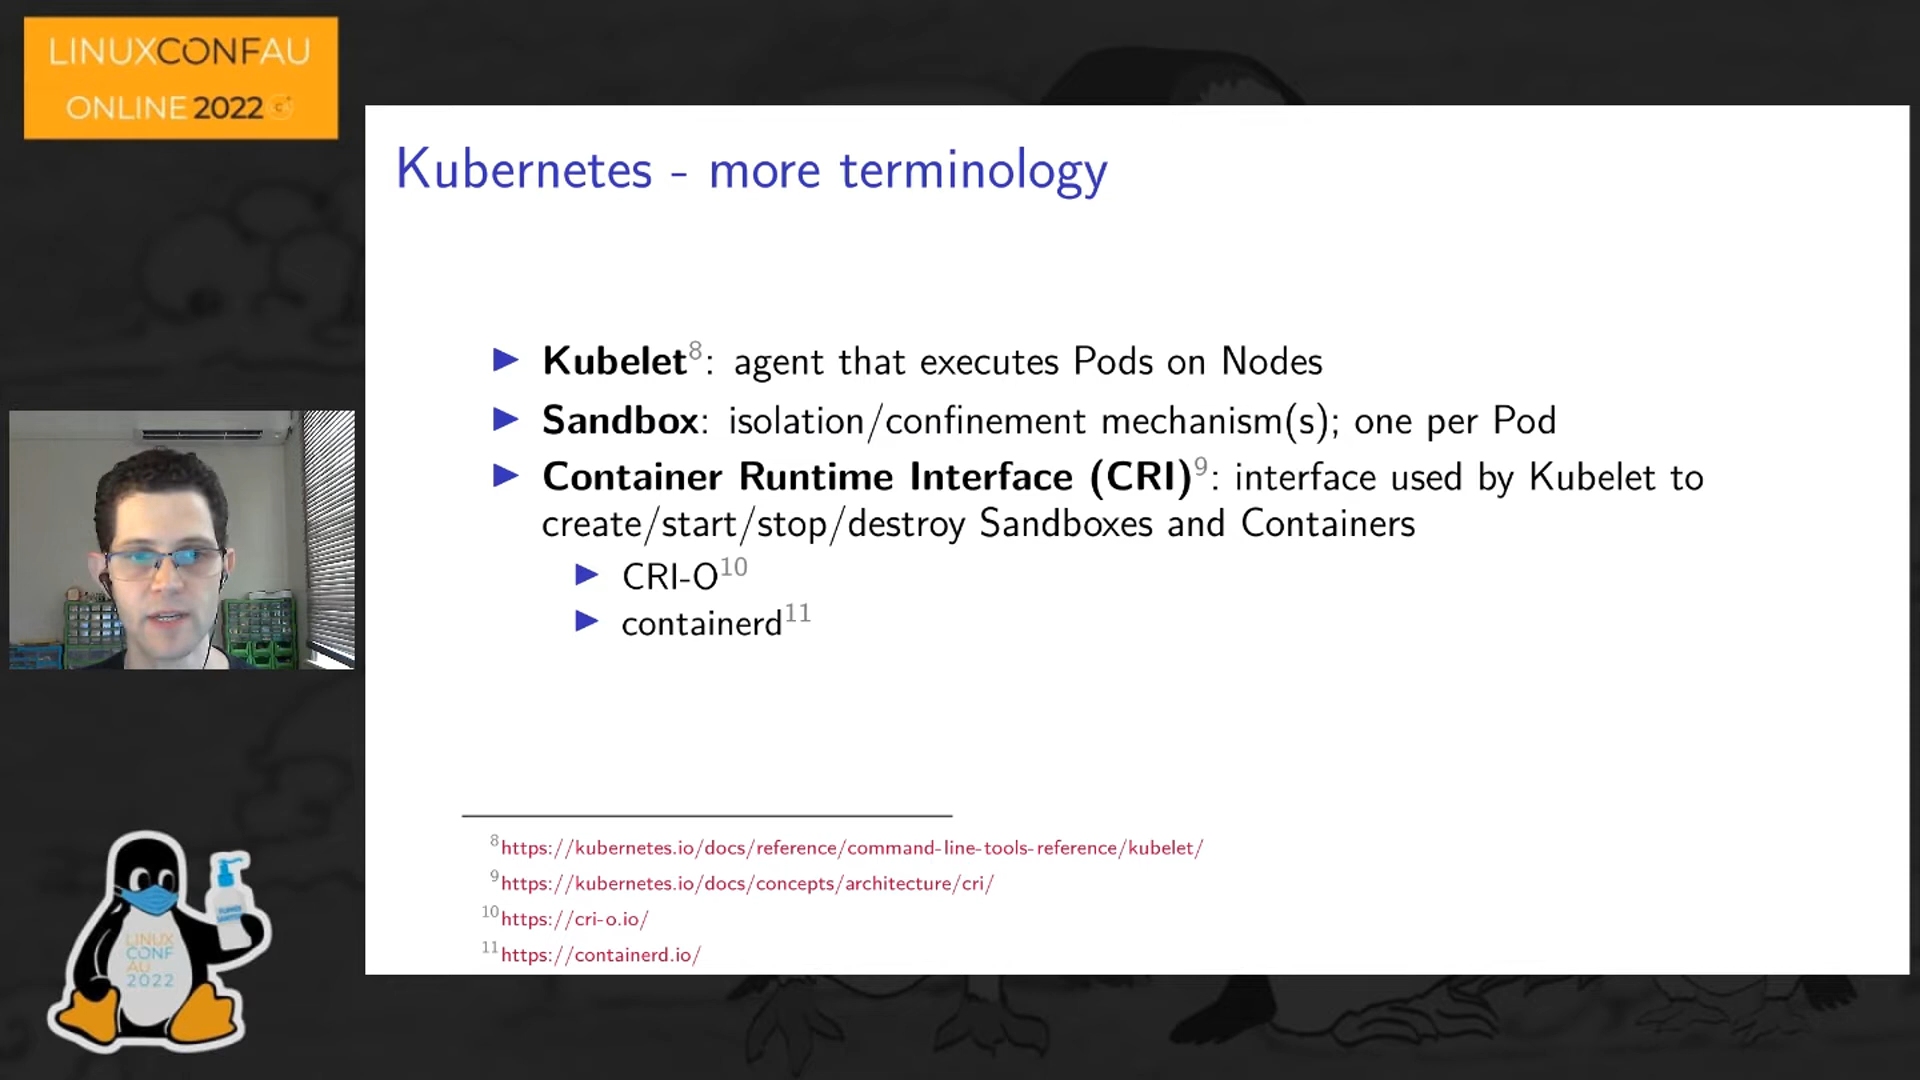 LINUXCONFAU
ONLINE 2022
Kubernetes - more terminology
Kubelet8: agent that executes Pods on Nodes
Sandbox: isolation/confinement mechanism(s); one per Pod
Container Runtime Interface (CRI)9: interface used by Kubelet to
create/start/stop/destroy Sandboxes and Containers
CRI-O10
containerd11
8https://kubernetes.io/docs/reference/command-line-tools-reference/kubelet/
9https://kubernetes.io/docs/concepts/architecture/cri/
10https://cri-o.io/
11https://containerd.io/
LINUX
CONF
AU
2022